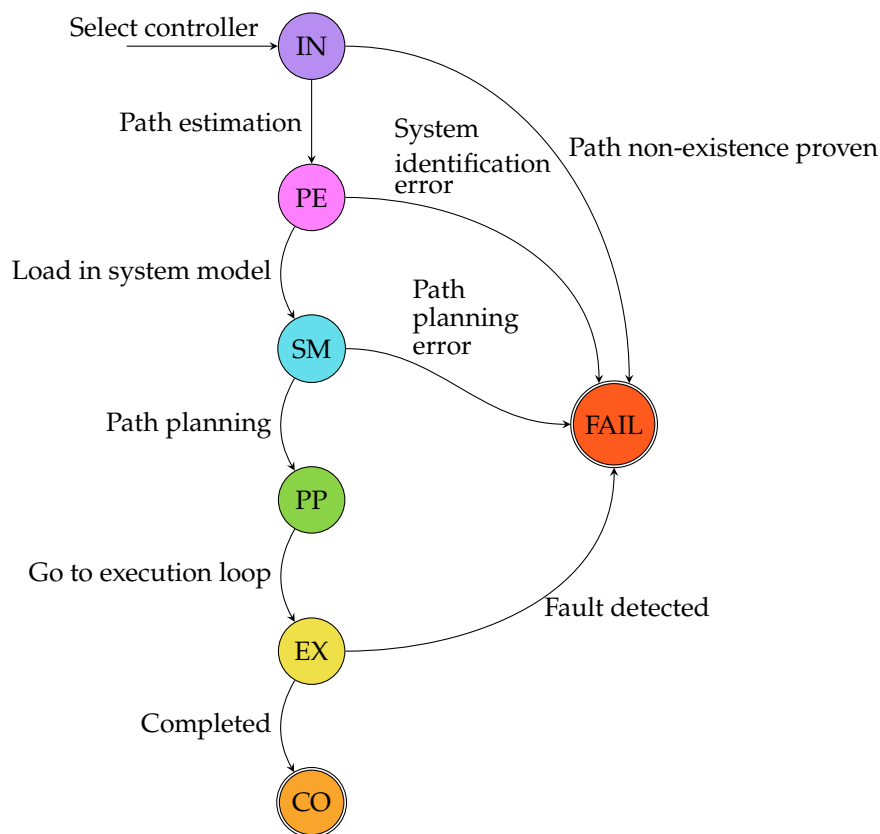 Select controller
IN
Path estimation
System
identification
error
Path non-existence proven
PE
Load in system model
Path
planning
error
SM
FAIL
Path planning
PP
Go to execution loop
Fault detected
EX
Completed
CO